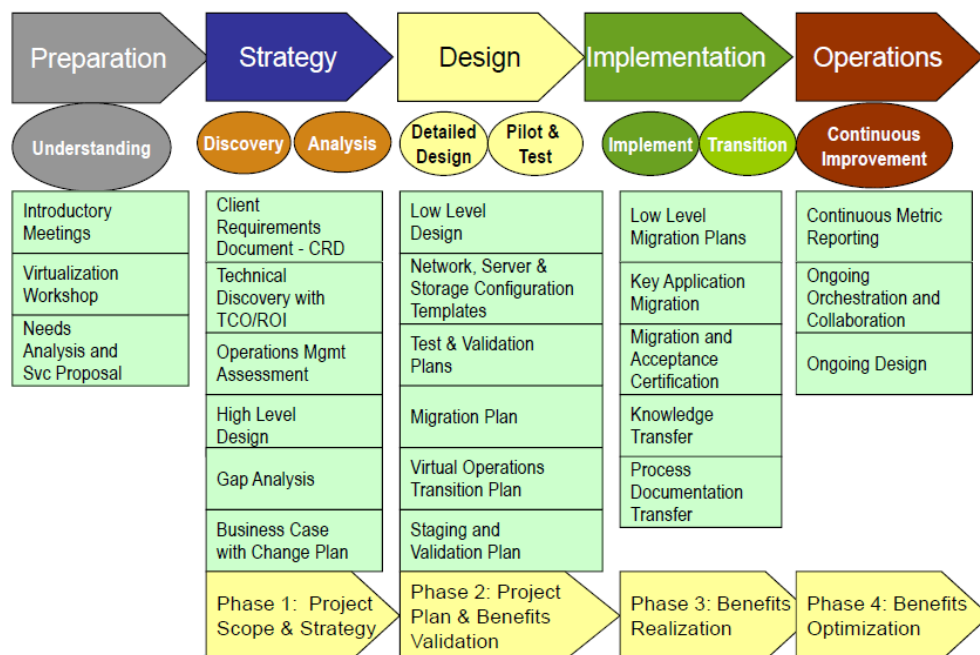 Preparation
Strategy
Design
Implementation
Operations
Understanding
Discovery
Analysis
Detailed
Design
Pilot &
Test
Implement
Transition
Continuous
Improvement
Introductory
Meetings
Virtualization
Workshop
Needs
Analysis and
Svc Proposal
Client
Requirements
Document - CRD
Technical
Discovery with
TCO/ROI
Operations Mgmt
Assessment
High Level
Design
Gap Analysis
Business Case
with Change Plan
Low Level
Design
Network, Server &
Storage Configuration
Templates
Test & Validation
Plans
Migration Plan
Virtual Operations
Transition Plan
Staging and
Validation Plan
Low Level
Migration Plans
Key Application
Migration
Migration and
Acceptance
Certification
Knowledge
Transfer
Process
Documentation
Transfer
Continuous Metric
Reporting
Ongoing
Orchestration and
Collaboration
Ongoing Design
Phase 1: Project
Scope & Strategy
Phase 2: Project
Plan & Benefits
Validation
Phase 3: Benefits
Realization
Phase 4: Benefits
Optimization